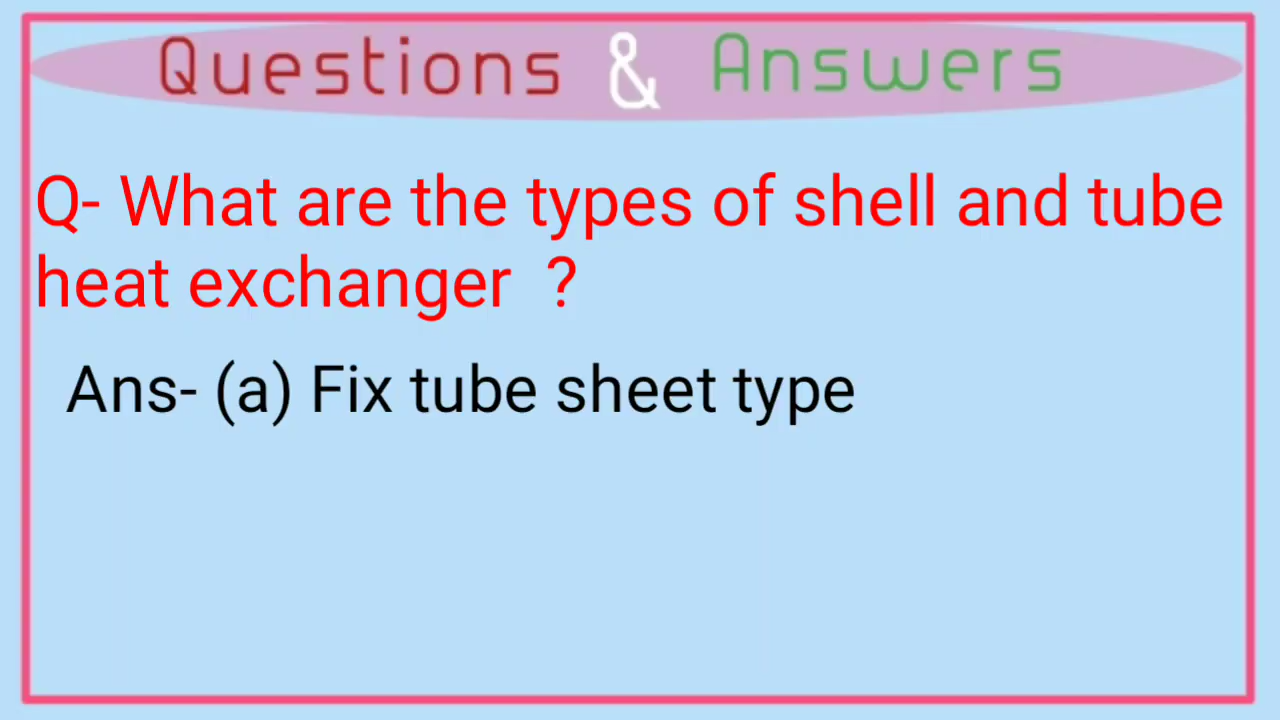 Questions & Answers
Q- What are the types of shell and tube
heat exchanger ?
Ans- (a) Fix tube sheet type